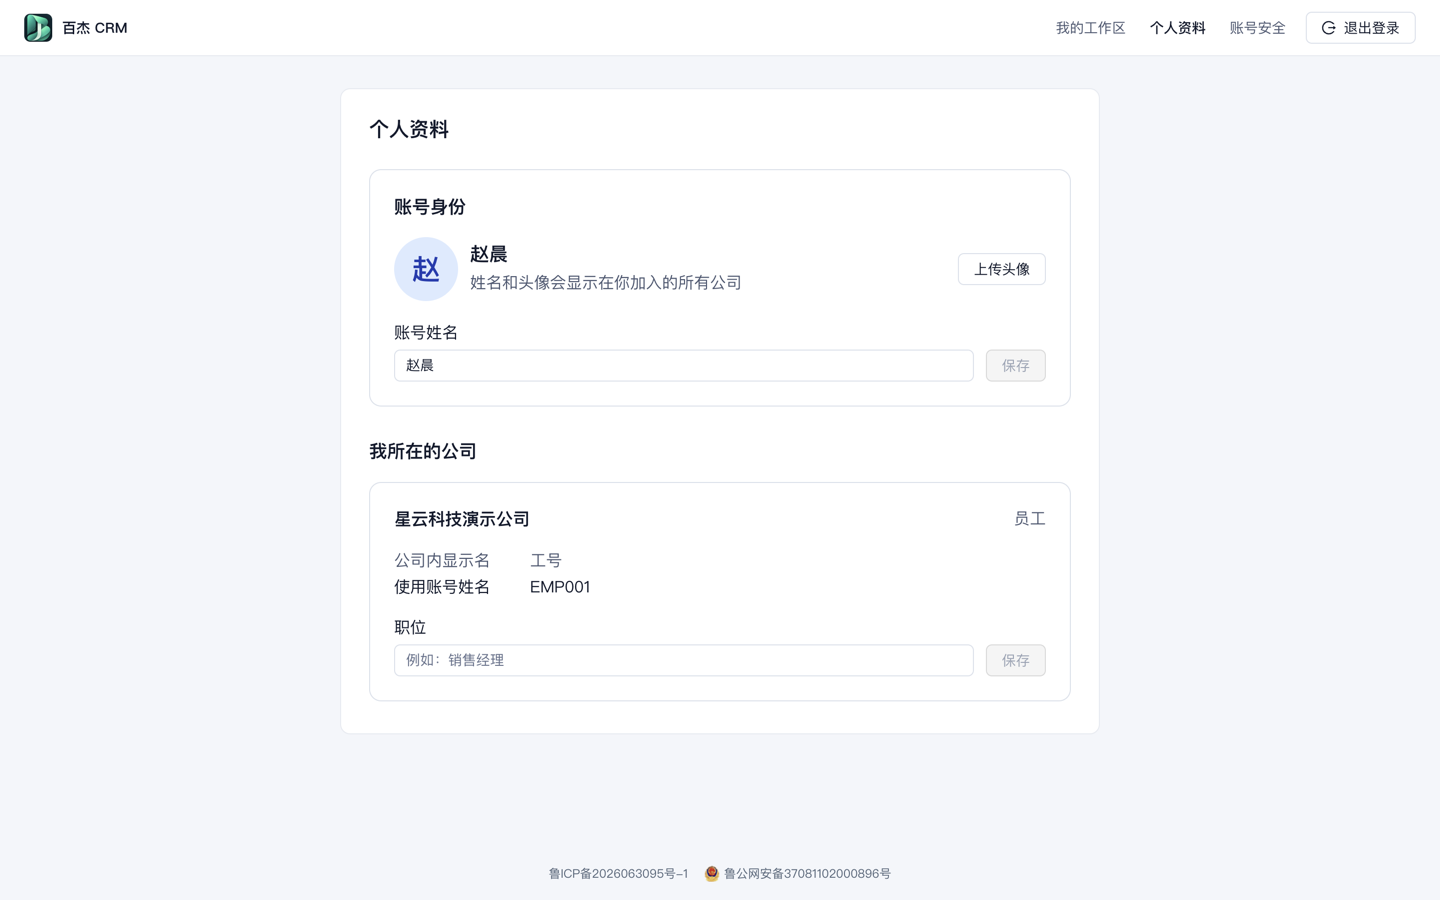 百杰 CRM
我的工作区 个人资料 账号安全 退出登录
个人资料
账号身份
赵
赵晨
姓名和头像会显示在你加入的所有公司
上传头像
账号姓名
赵晨
保存
我所在的公司
星云科技演示公司
员工
公司内显示名 工号
使用账号姓名 EMP001
职位
例如：销售经理
保存
鲁ICP备2026063095号-1 鲁公网安备37081102000896号